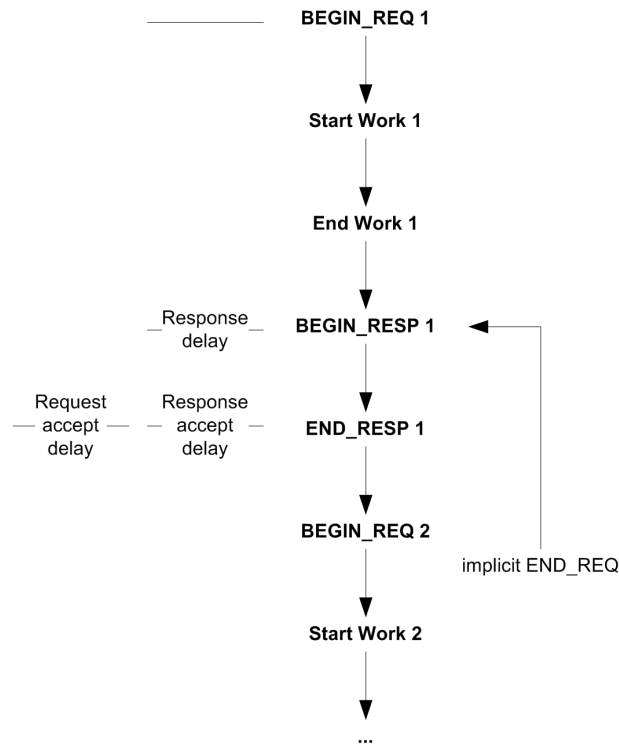 BEGIN_REQ 1
Start Work 1
End Work 1
Response
delay
BEGIN_RESP 1
Request
accept
delay
Response
accept
delay
END_RESP 1
BEGIN_REQ 2
implicit END_REQ
Start Work 2
...